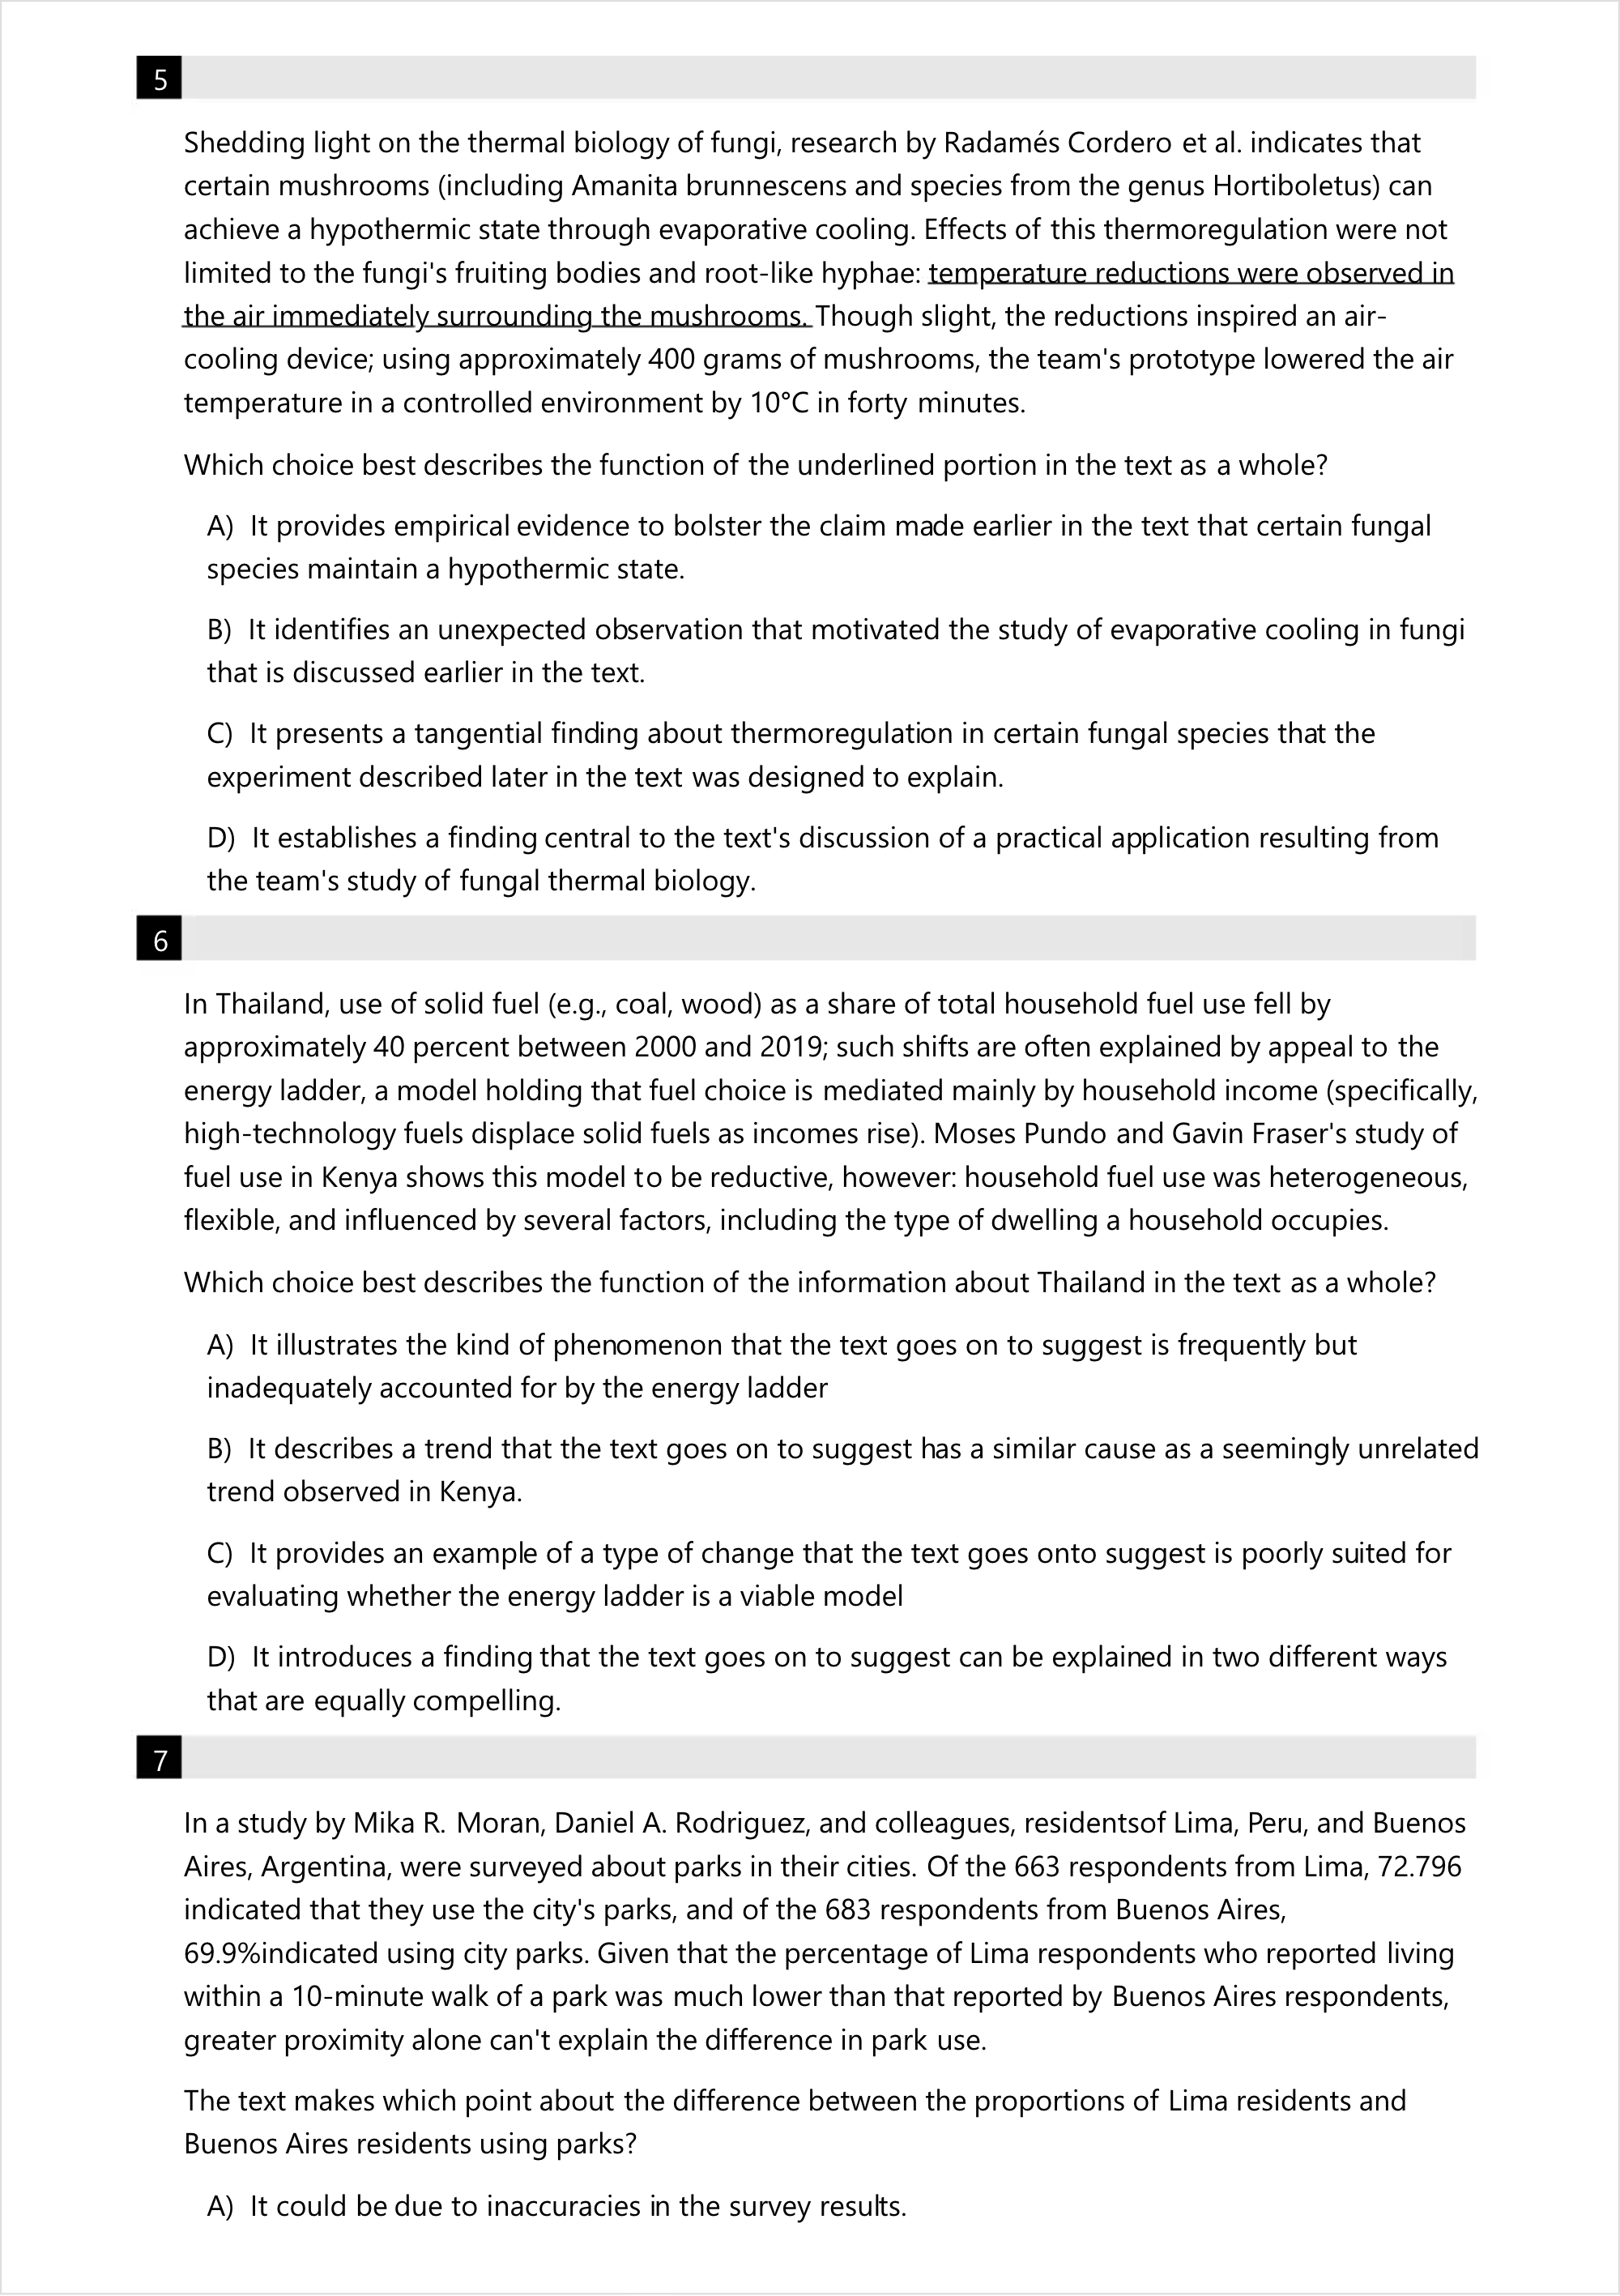 5
Shedding light on the thermal biology of fungi, research by Radamés Cordero et al. indicates that
certain mushrooms (including Amanita brunnescens and species from the genus Hortiboletus) can
achieve a hypothermic state through evaporative cooling. Effects of this thermoregulation were not
limited to the fungi's fruiting bodies and root-like hyphae: temperature reductions were observed in
the air immediately surrounding the mushrooms. Though slight, the reductions inspired an air-
cooling device; using approximately 400 grams of mushrooms, the team's prototype lowered the air
temperature in a controlled environment by 10°C in forty minutes.
Which choice best describes the function of the underlined portion in the text as a whole?
A) It provides empirical evidence to bolster the claim made earlier in the text that certain fungal
species maintain a hypothermic state.
B) It identifies an unexpected observation that motivated the study of evaporative cooling in fungi
that is discussed earlier in the text.
C) It presents a tangential finding about thermoregulation in certain fungal species that the
experiment described later in the text was designed to explain.
D) It establishes a finding central to the text's discussion of a practical application resulting from
the team's study of fungal thermal biology.
6
In Thailand, use of solid fuel (e.g., coal, wood) as a share of total household fuel use fell by
approximately 40 percent between 2000 and 2019; such shifts are often explained by appeal to the
energy ladder, a model holding that fuel choice is mediated mainly by household income (specifically,
high-technology fuels displace solid fuels as incomes rise). Moses Pundo and Gavin Fraser's study of
fuel use in Kenya shows this model to be reductive, however: household fuel use was heterogeneous,
flexible, and influenced by several factors, including the type of dwelling a household occupies.
Which choice best describes the function of the information about Thailand in the text as a whole?
A) It illustrates the kind of phenomenon that the text goes on to suggest is frequently but
inadequately accounted for by the energy ladder
B) It describes a trend that the text goes on to suggest has a similar cause as a seemingly unrelated
trend observed in Kenya.
C) It provides an example of a type of change that the text goes onto suggest is poorly suited for
evaluating whether the energy ladder is a viable model
D) It introduces a finding that the text goes on to suggest can be explained in two different ways
that are equally compelling.
7
In a study by Mika R. Moran, Daniel A. Rodriguez, and colleagues, residentsof Lima, Peru, and Buenos
Aires, Argentina, were surveyed about parks in their cities. Of the 663 respondents from Lima, 72.796
indicated that they use the city's parks, and of the 683 respondents from Buenos Aires,
69.9%indicated using city parks. Given that the percentage of Lima respondents who reported living
within a 10-minute walk of a park was much lower than that reported by Buenos Aires respondents,
greater proximity alone can't explain the difference in park use.
The text makes which point about the difference between the proportions of Lima residents and
Buenos Aires residents using parks?
A) It could be due to inaccuracies in the survey results.